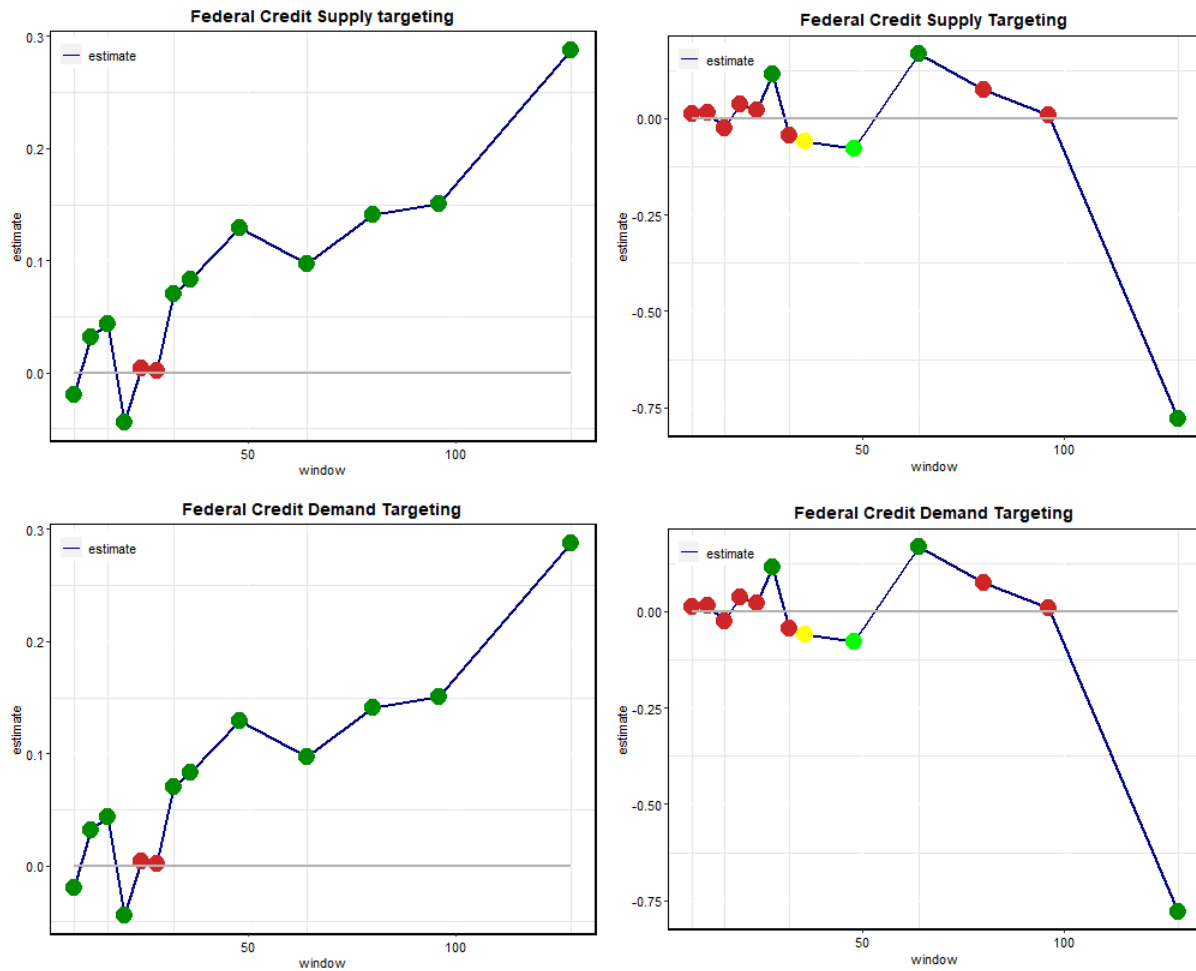 Federal Credit Supply targeting
estimate
0.3
0.2
0.1
0.0
estimate
50
100
window
Federal Credit Supply Targeting
estimate
0.00
-0.25
-0.50
-0.75
estimate
50
100
window
Federal Credit Demand Targeting
estimate
0.3
0.2
0.1
0.0
estimate
50
100
window
Federal Credit Demand Targeting
estimate
0.00
-0.25
-0.50
-0.75
estimate
50
100
window